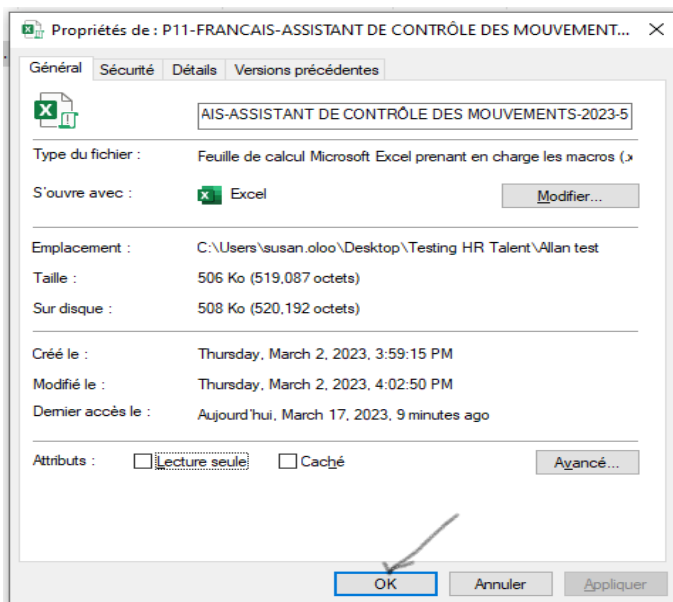 Propriétés de : P11-FRANCAIS-ASSISTANT DE CONTRÔLE DES MOUVEMENT...
Général Sécurité Détails Versions précédentes
AIS-ASSISTANT DE CONTRÔLE DES MOUVEMENTS-2023-5
Type du fichier : Feuille de calcul Microsoft Excel prenant en charge les macros (.x
S'ouvre avec : Excel Modifier...
Emplacement : C:\Users\susan.oloo\Desktop\Testing HR Talent\Allan test
Taille : 506 Ko (519,087 octets)
Sur disque : 508 Ko (520,192 octets)
Créé le : Thursday, March 2, 2023, 3:59:15 PM
Modifié le : Thursday, March 2, 2023, 4:02:50 PM
Dernier accès le : Aujourd'hui, March 17, 2023, 9 minutes ago
Attributs : Lecture seule Caché Avancé...
OK Annuler Appliquer